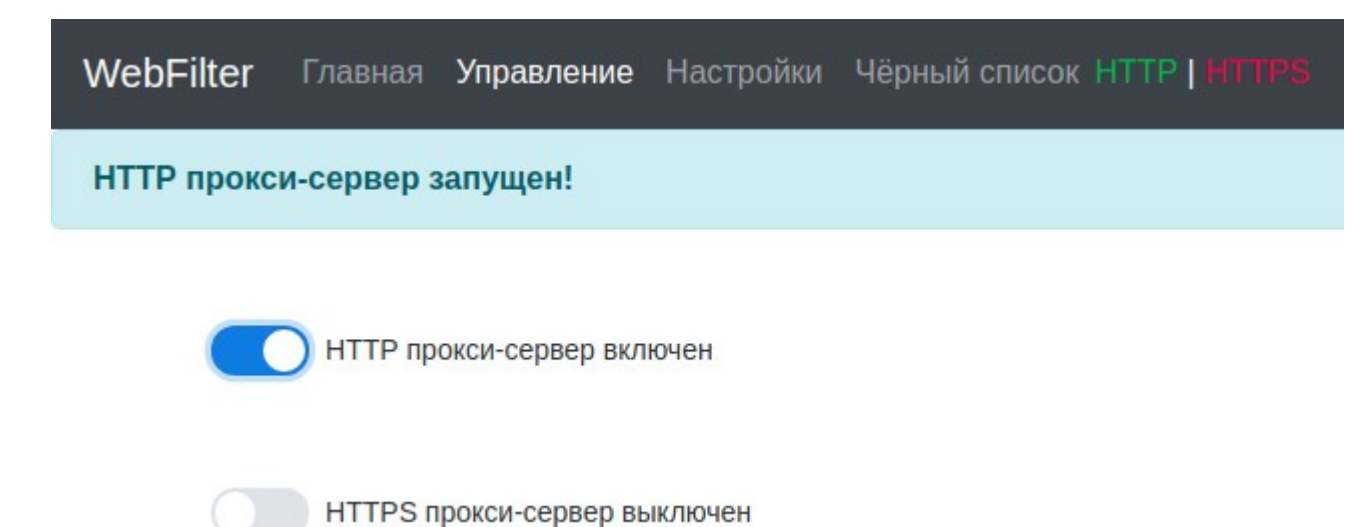 WebFilter Главная Управление Настройки Чёрный список HTTP | HTTPS
HTTP прокси-сервер запущен!
HTTP прокси-сервер включен
HTTPS прокси-сервер выключен